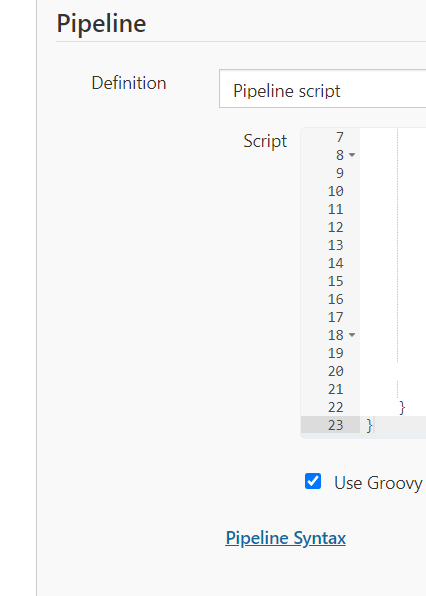 Pipeline
Definition
Pipeline script
Script
7
8
9
10
11
12
13
14
15
16
17
18
19
20
21
22 }
23 }
Use Groovy
Pipeline Syntax